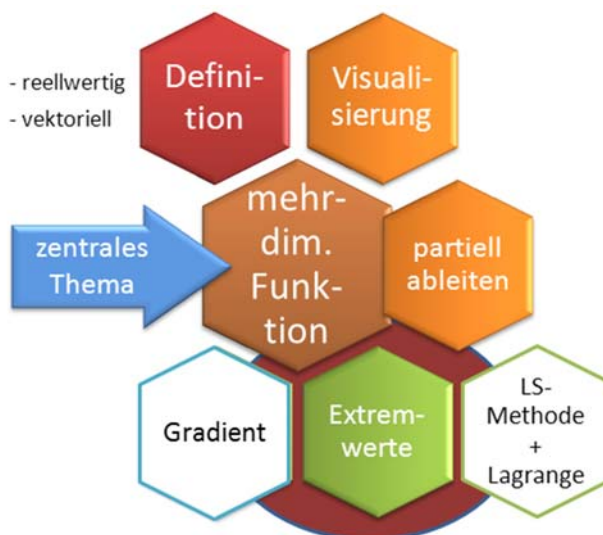 - reellwertig
- vektoriell
Defini-
tion
Visuali-
sierung
zentrales
Thema
mehr-
dim.
Funk-
tion
partiell
ableiten
Gradient
Extrem-
werte
LS-
Methode
+
Lagrange